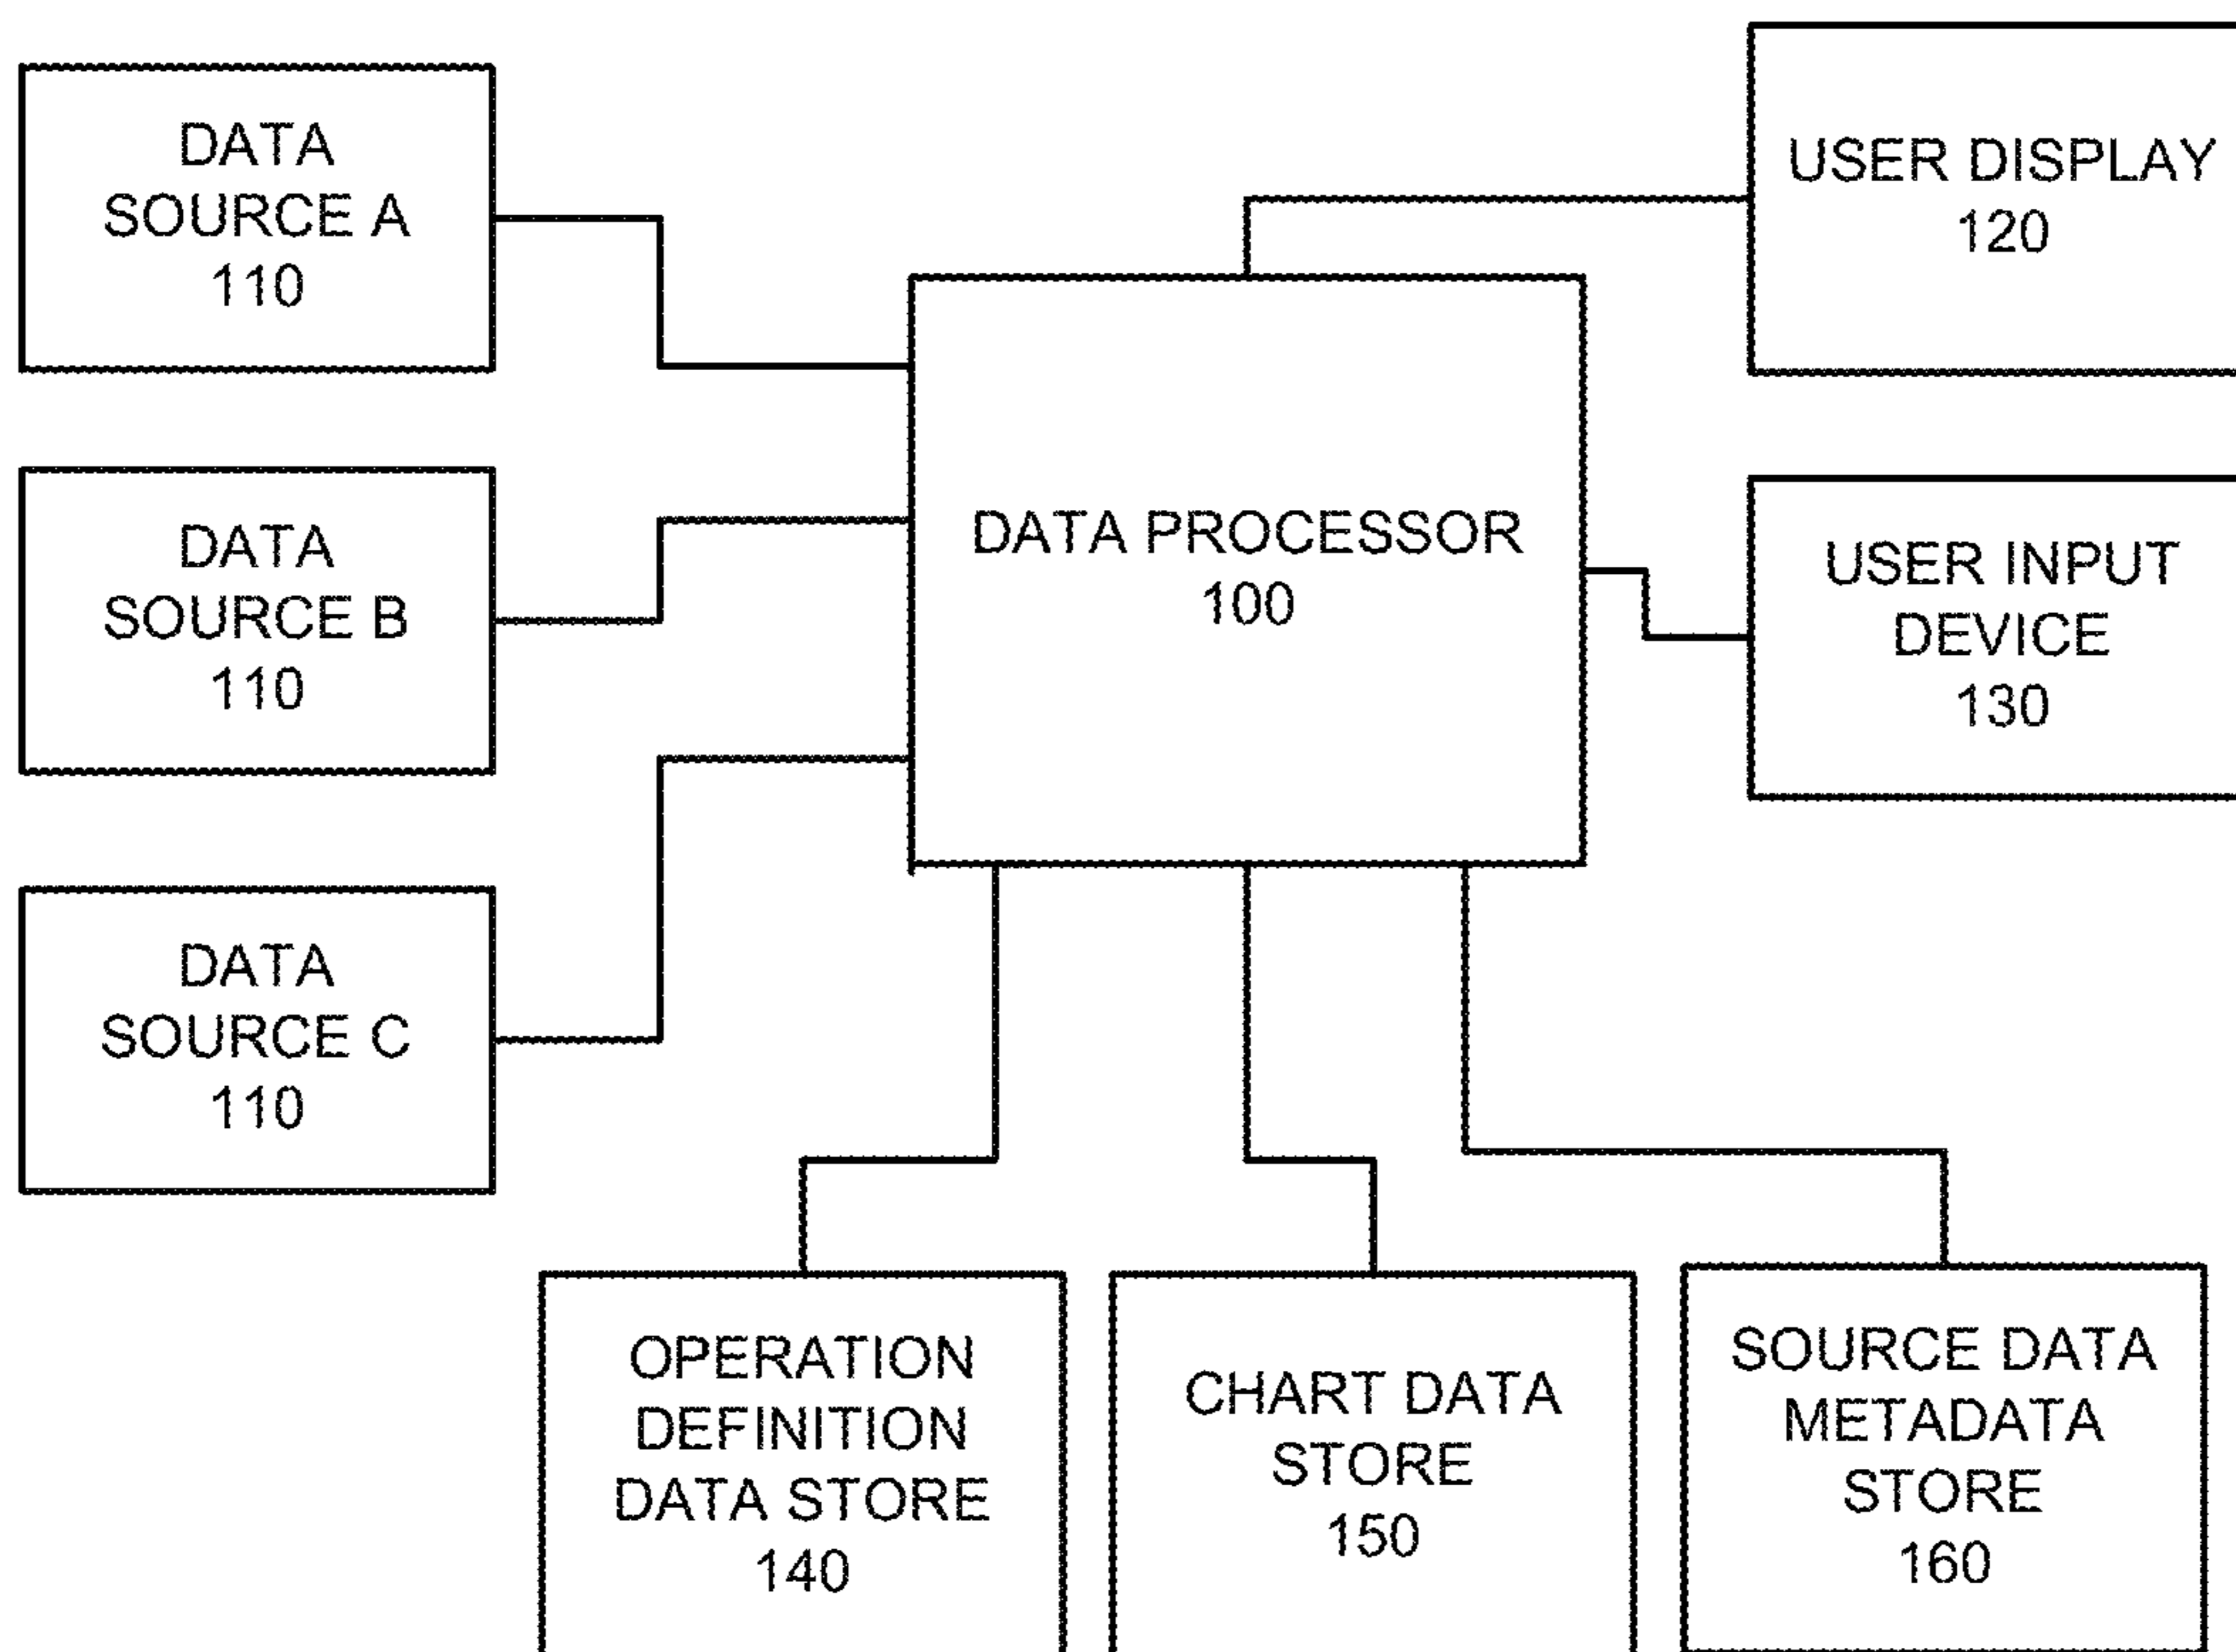 DATA
SOURCE A
110
USER DISPLAY
120
DATA PROCESSOR
100
DATA
SOURCE B
110
USER INPUT
DEVICE
130
DATA
SOURCE C
110
OPERATION
DEFINITION
DATA STORE
140
CHART DATA
STORE
150
SOURCE DATA
METADATA
STORE
160